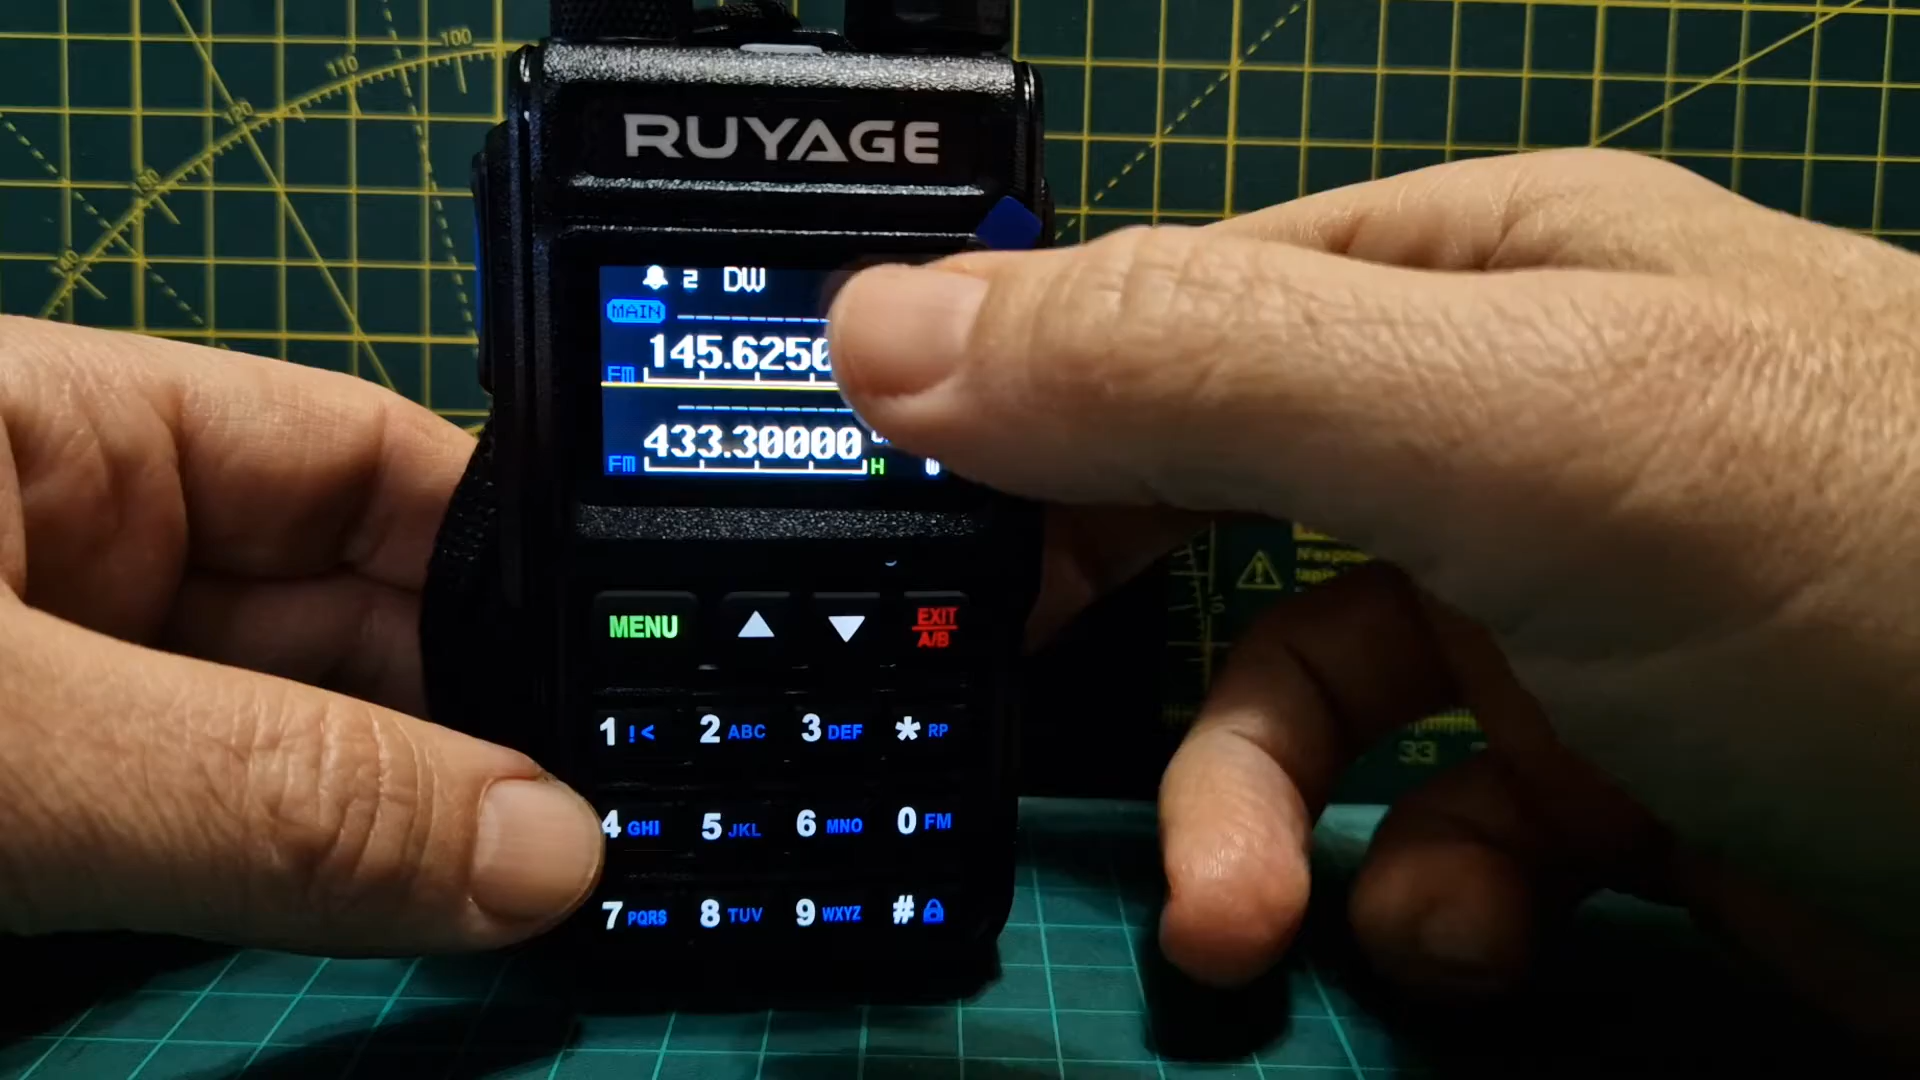 100
110
120
130
140
RUYAGE
2 DW
MAIN
145.6250
FM
433.30000
FM H W
MENU EXIT A/B
1 !< 2 ABC 3 DEF * RP
4 GHI 5 JKL 6 MNO 0 FM
7 PQRS 8 TUV 9 WXYZ #
33